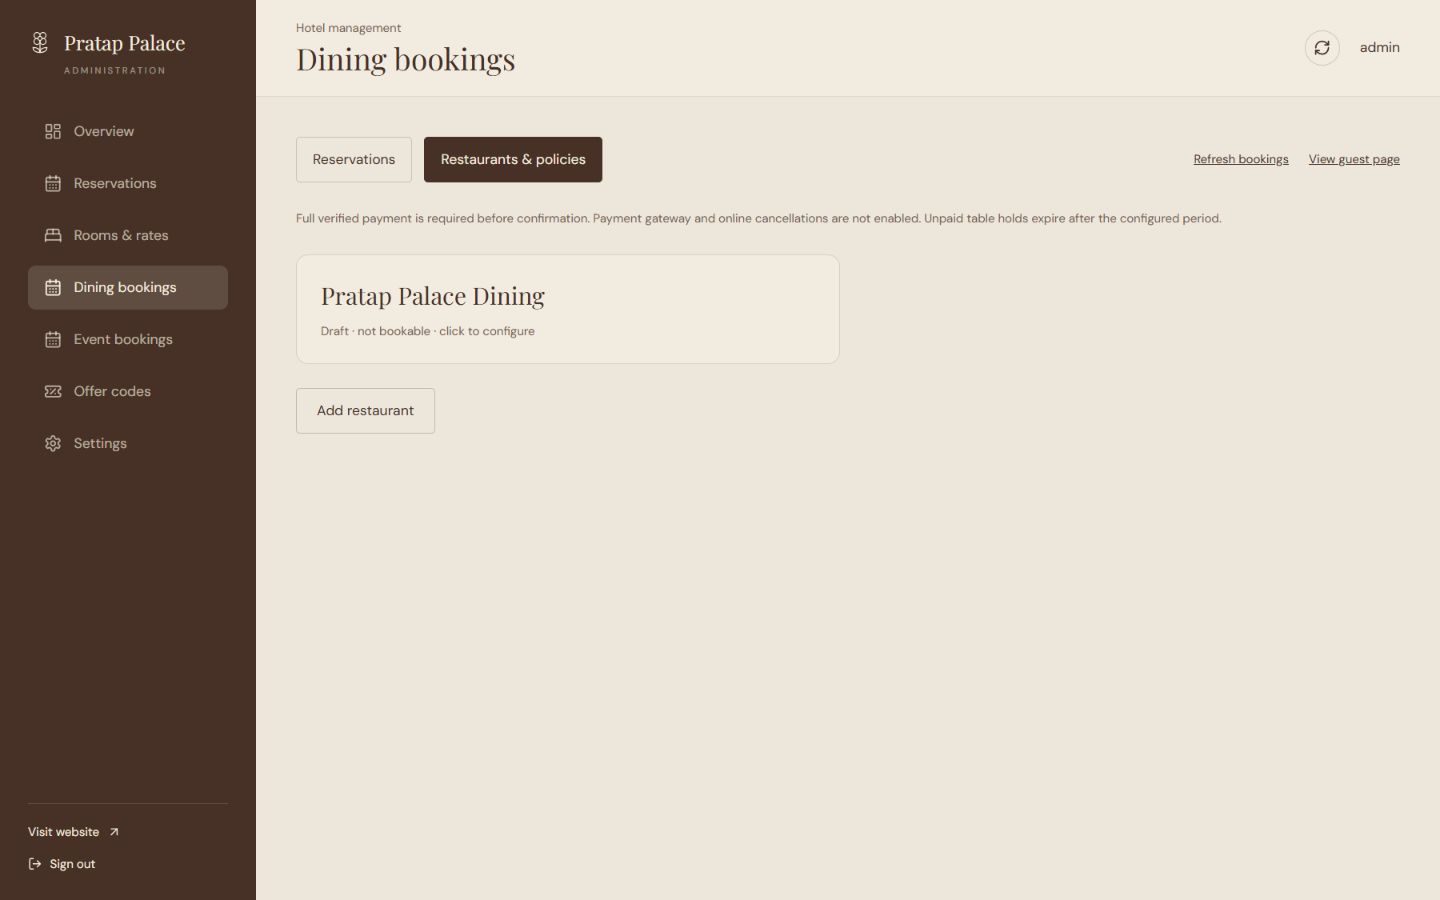 Pratap Palace
ADMINISTRATION
Overview
Reservations
Rooms & rates
Dining bookings
Event bookings
Offer codes
Settings
Visit website
Sign out
Hotel management
Dining bookings
admin
Reservations
Restaurants & policies
Refresh bookings
View guest page
Full verified payment is required before confirmation. Payment gateway and online cancellations are not enabled. Unpaid table holds expire after the configured period.
Pratap Palace Dining
Draft · not bookable · click to configure
Add restaurant